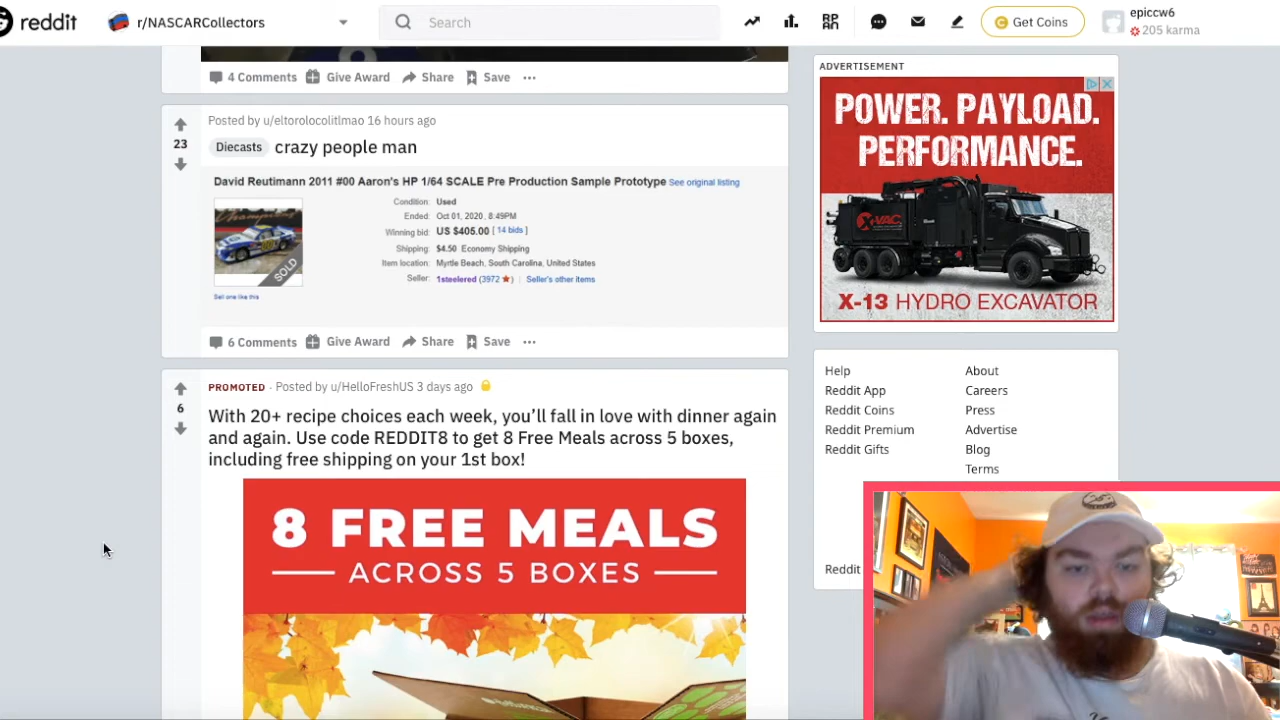 reddit
r/NASCARCollectors
Search
Get Coins
epiccw6
205 karma
4 Comments Give Award Share Save
Posted by u/eltorolocolitlmao 16 hours ago
23
Diecasts crazy people man
David Reutimann 2011 #00 Aaron's HP 1/64 SCALE Pre Production Sample Prototype See original listing
Condition: Used
Ended: Oct 01, 2020 , 8:49PM
Winning bid: US $405.00 [ 14 bids ]
Shipping: $4.50 Economy Shipping
Item location: Myrtle Beach, South Carolina, United States
Seller: 1steelered (3972 ★) | Seller's other items
SOLD
Sell one like this
6 Comments Give Award Share Save
PROMOTED · Posted by u/HelloFreshUS 3 days ago
6
With 20+ recipe choices each week, you'll fall in love with dinner again
and again. Use code REDDIT8 to get 8 Free Meals across 5 boxes,
including free shipping on your 1st box!
8 FREE MEALS
ACROSS 5 BOXES
ADVERTISEMENT
POWER. PAYLOAD.
PERFORMANCE.
X-VAC
X-13 HYDRO EXCAVATOR
Help About
Reddit App Careers
Reddit Coins Press
Reddit Premium Advertise
Reddit Gifts Blog
Terms
Reddit